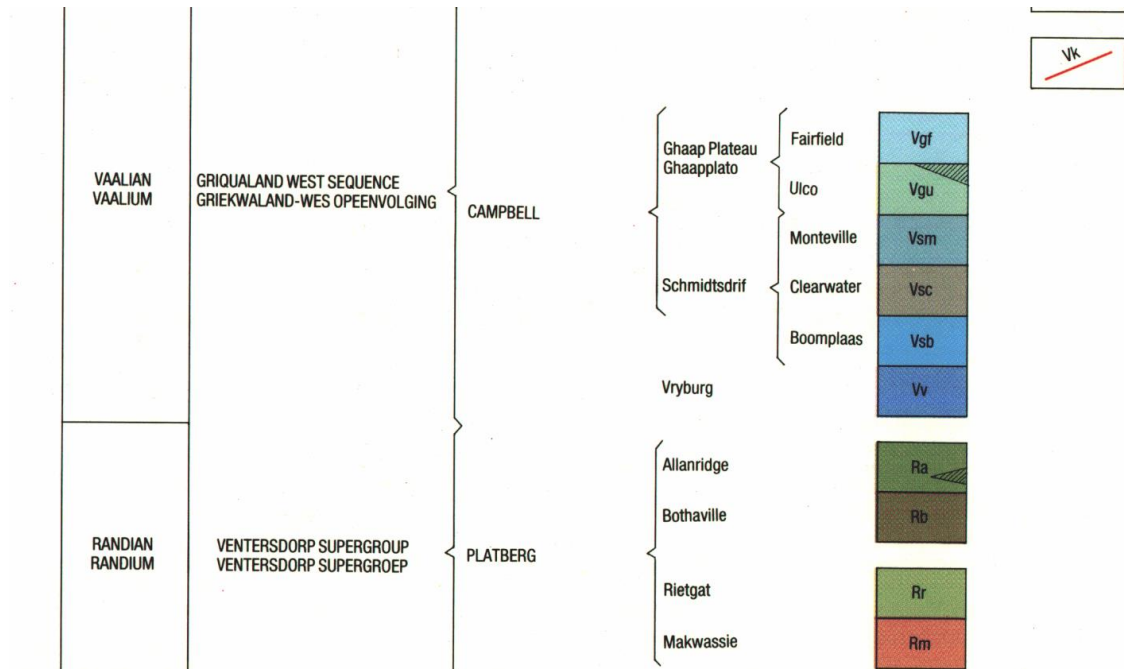 Vk
VAALIAN
VAALIUM
GRIQUALAND WEST SEQUENCE
GRIEKWALAND-WES OPEENVOLGING
CAMPBELL
Ghaap Plateau
Ghaapplato
Fairfield
Vgf
Ulco
Vgu
Monteville
Vsm
Schmidtsdrif
Clearwater
Vsc
Boomplaas
Vsb
Vryburg
Vv
RANDIAN
RANDIUM
VENTERSDORP SUPERGROUP
VENTERSDORP SUPERGROEP
PLATBERG
Allanridge
Ra
Bothaville
Rb
Rietgat
Rr
Makwassie
Rm